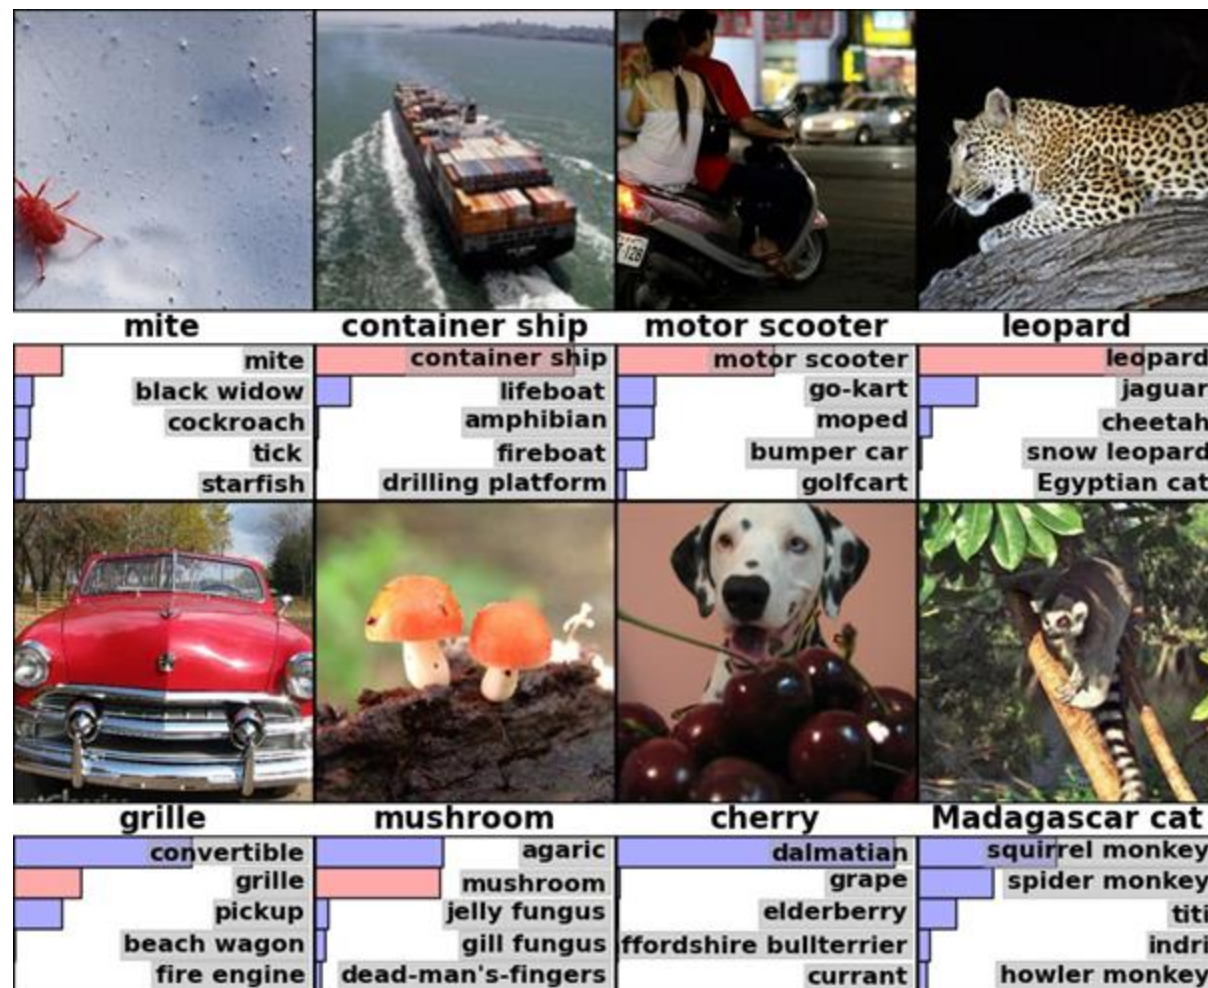 mite
container ship
motor scooter
leopard
mite
black widow
cockroach
tick
starfish
container ship
lifeboat
amphibian
fireboat
drilling platform
motor scooter
go-kart
moped
bumper car
golfcart
leopard
jaguar
cheetah
snow leopard
Egyptian cat
grille
mushroom
cherry
Madagascar cat
convertible
grille
pickup
beach wagon
fire engine
agaric
mushroom
jelly fungus
gill fungus
dead-man's-fingers
dalmatian
grape
elderberry
ffordshire bullterrier
currant
squirrel monkey
spider monkey
titi
indri
howler monkey